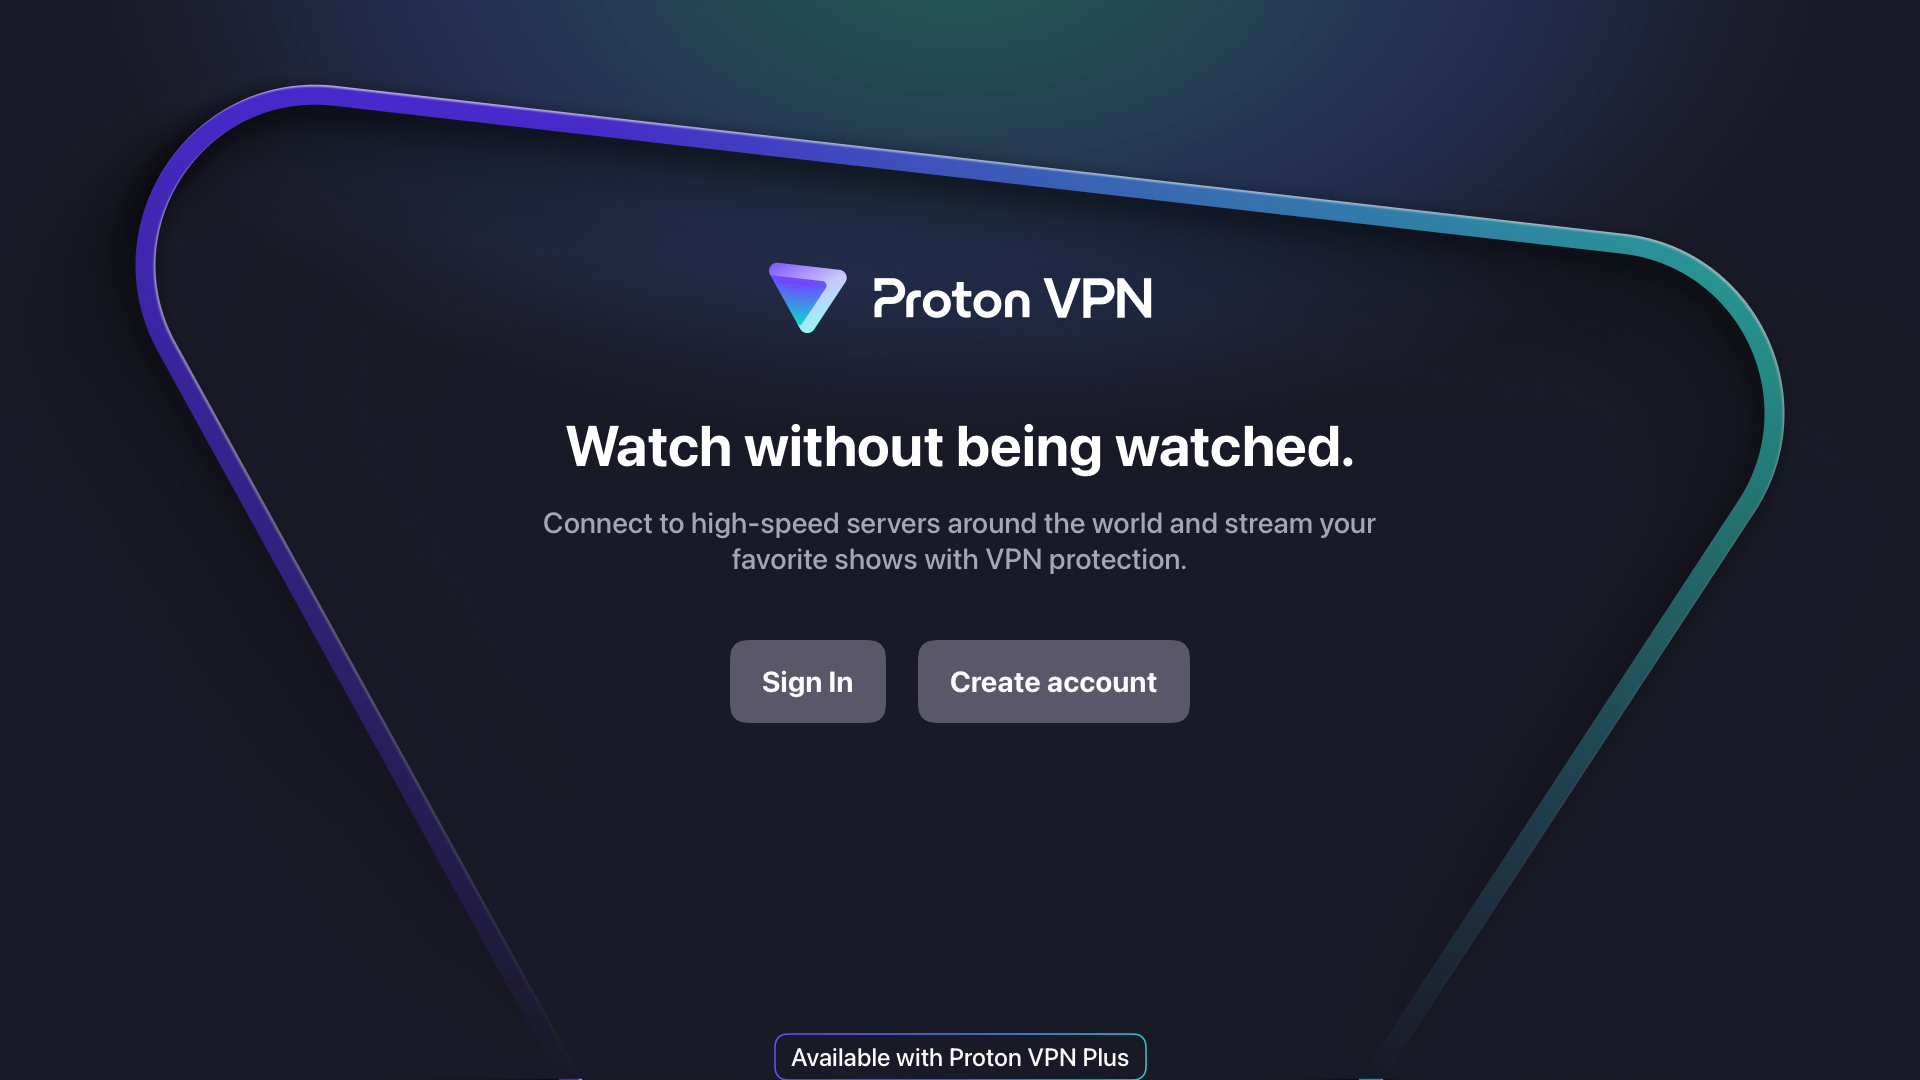 Proton VPN
Watch without being watched.
Connect to high-speed servers around the world and stream your
favorite shows with VPN protection.
Sign In
Create account
Available with Proton VPN Plus